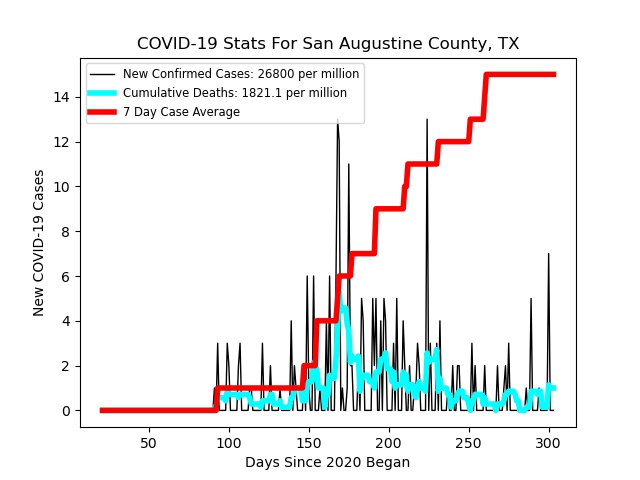 COVID-19 Stats For San Augustine County, TX
New Confirmed Cases: 26800 per million
Cumulative Deaths: 1821.1 per million
7 Day Case Average
New COVID-19 Cases
14
12
10
8
6
4
2
0
50 100 150 200 250 300
Days Since 2020 Began